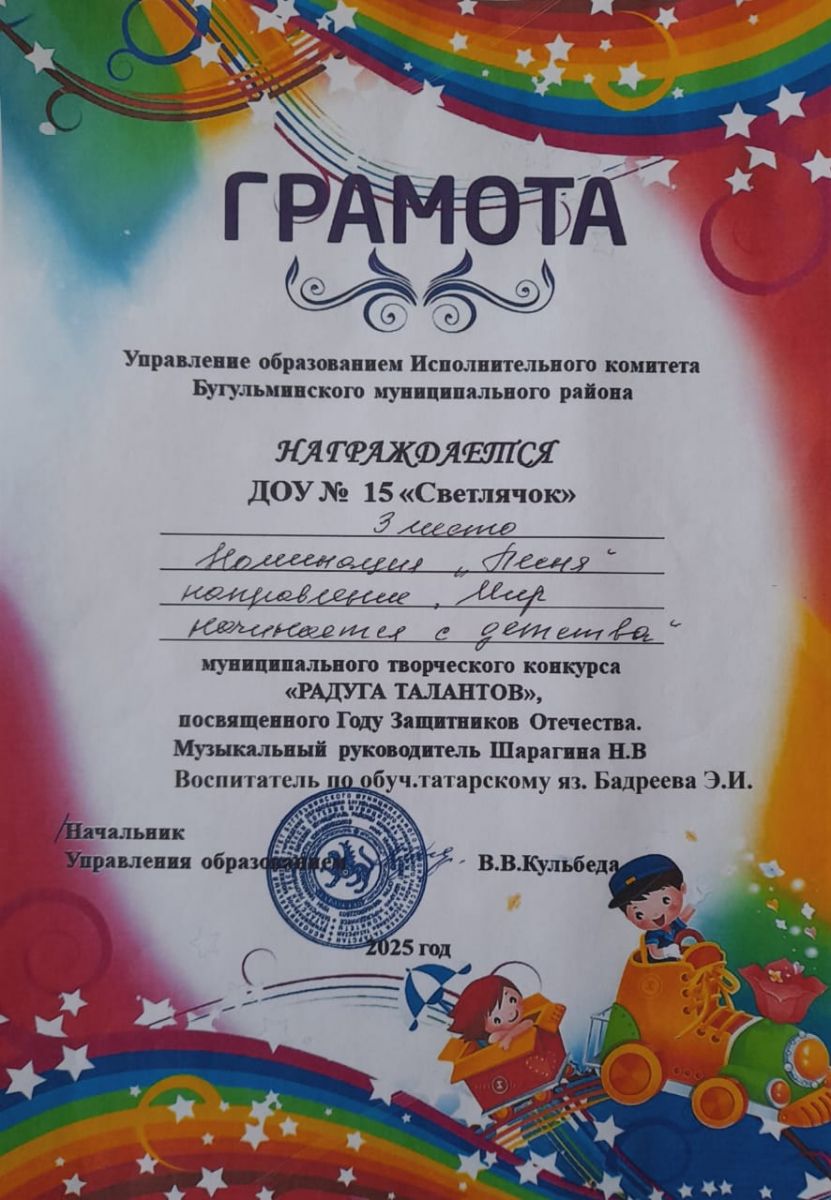 ГРАМОТА
Управление образованием Исполнительного комитета
Бугульминского муниципального района
НАГРАЖДАЕТСЯ
ДОУ № 15 «Светлячок»
3 место
Номинация „Песня"
направление „Мир
начинается с детства"
муниципального творческого конкурса
«РАДУГА ТАЛАНТОВ»,
посвященного Году Защитников Отечества.
Музыкальный руководитель Шарагина Н.В
Воспитатель по обуч.татарскому яз. Бадреева Э.И.
Начальник
Управления образованием В.В.Кульбеда
2025 год